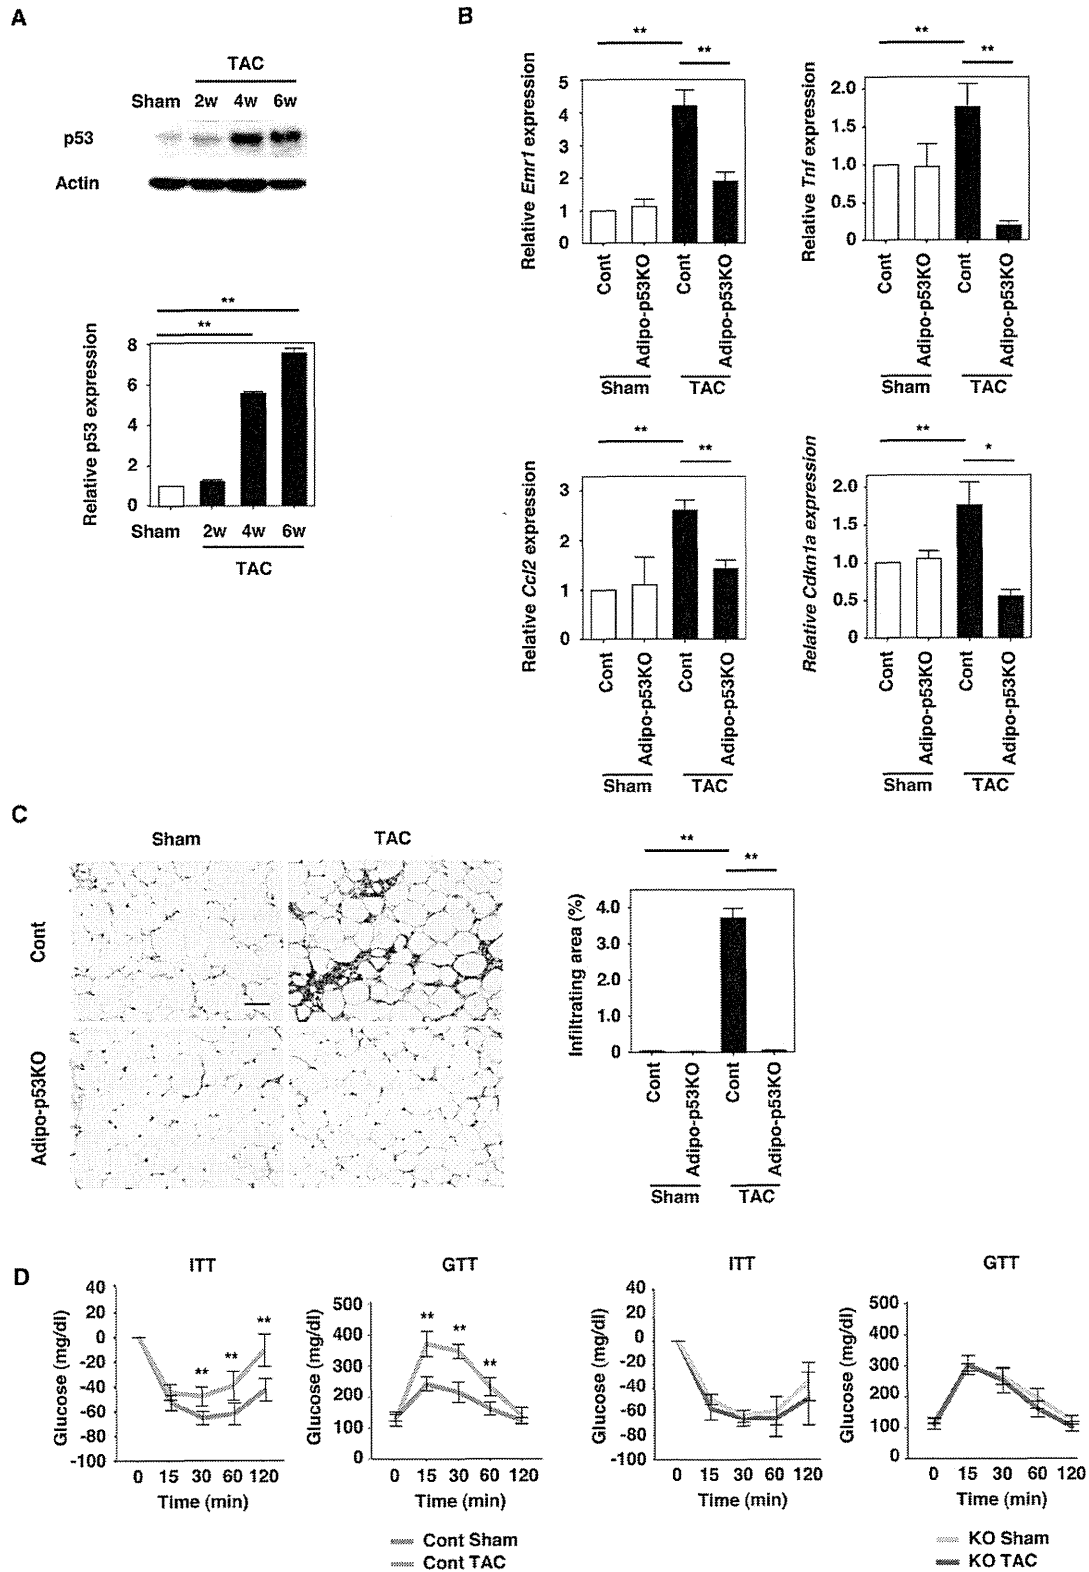 A
TAC
Sham 2w 4w 6w
p53
Actin
**
**
Relative p53 expression
8
6
4
2
0
Sham 2w 4w 6w
TAC
B
**
**
Relative Emr1 expression
5
4
3
2
1
0
Cont
Adipo-p53KO
Cont
Adipo-p53KO
Sham TAC
**
**
Relative Tnf expression
2.0
1.5
1.0
0.5
0
Cont
Adipo-p53KO
Cont
Adipo-p53KO
Sham TAC
**
**
Relative Ccl2 expression
3
2
1
0
Cont
Adipo-p53KO
Cont
Adipo-p53KO
Sham TAC
**
*
Relative Cdkn1a expression
2.0
1.5
1.0
0.5
0
Cont
Adipo-p53KO
Cont
Adipo-p53KO
Sham TAC
C
Sham TAC
Cont
Adipo-p53KO
**
**
Infiltrating area (%)
4.0
3.0
2.0
1.0
0
Cont
Adipo-p53KO
Cont
Adipo-p53KO
Sham TAC
D
ITT
Glucose (mg/dl)
40
20
0
-20
-40
-60
-80
-100
** ** **
0 15 30 60 120
Time (min)
GTT
Glucose (mg/dl)
500
400
300
200
100
0
** ** **
0 15 30 60 120
Time (min)
Cont Sham
Cont TAC
ITT
Glucose (mg/dl)
40
20
0
-20
-40
-60
-80
-100
0 15 30 60 120
Time (min)
GTT
Glucose (mg/dl)
500
400
300
200
100
0
0 15 30 60 120
Time (min)
KO Sham
KO TAC